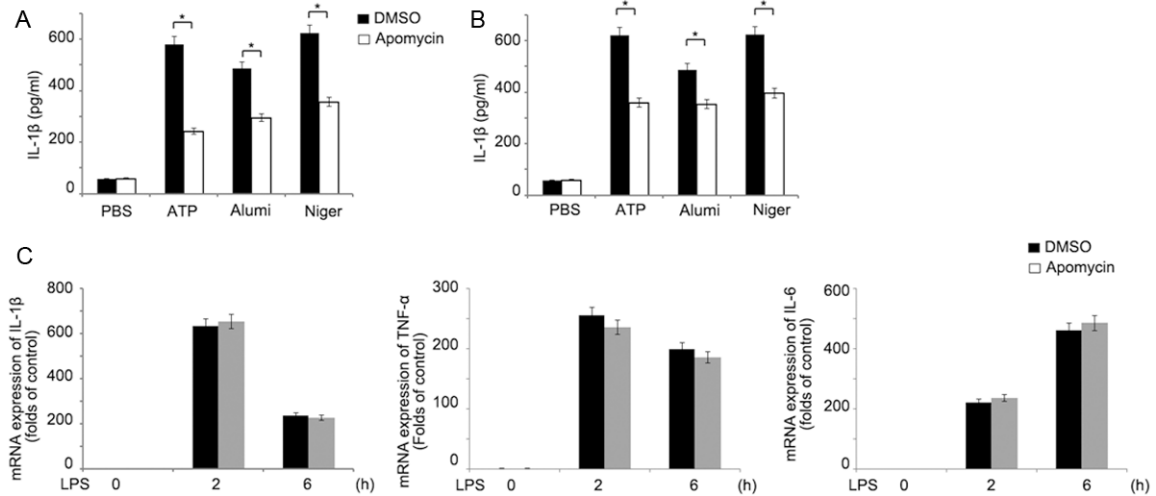 A
IL-1β (pg/ml)
600
400
200
0
PBS ATP Alumi Niger
DMSO
Apomycin
B
IL-1β (pg/ml)
600
400
200
0
PBS ATP Alumi Niger
* * *
* * *
C
DMSO
Apomycin
mRNA expression of IL-1β
(folds of control)
800
600
400
200
0
LPS 0 2 6 (h)
mRNA expression of TNF-α
(Folds of control)
300
200
100
0
LPS 0 2 6 (h)
mRNA expression of IL-6
(folds of control)
600
400
200
0
LPS 0 2 6 (h)